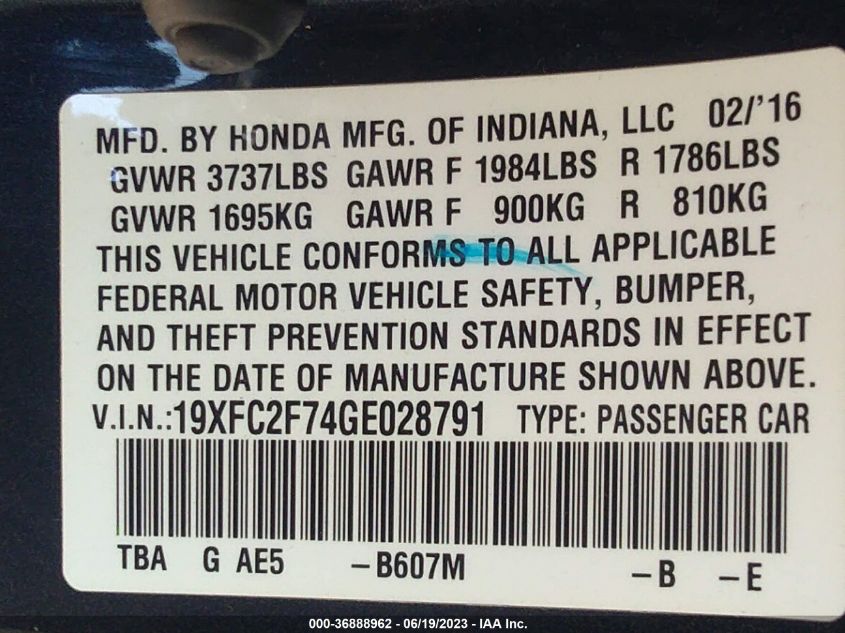 MFD. BY HONDA MFG. OF INDIANA, LLC 02/'16
GVWR 3737LBS GAWR F 1984LBS R 1786LBS
GVWR 1695KG GAWR F 900KG R 810KG
THIS VEHICLE CONFORMS TO ALL APPLICABLE
FEDERAL MOTOR VEHICLE SAFETY, BUMPER,
AND THEFT PREVENTION STANDARDS IN EFFECT
ON THE DATE OF MANUFACTURE SHOWN ABOVE.
V.I.N.:19XFC2F74GE028791 TYPE: PASSENGER CAR
TBA G AE5 –B607M –B –E
000-36888962 - 06/19/2023 - IAA Inc.